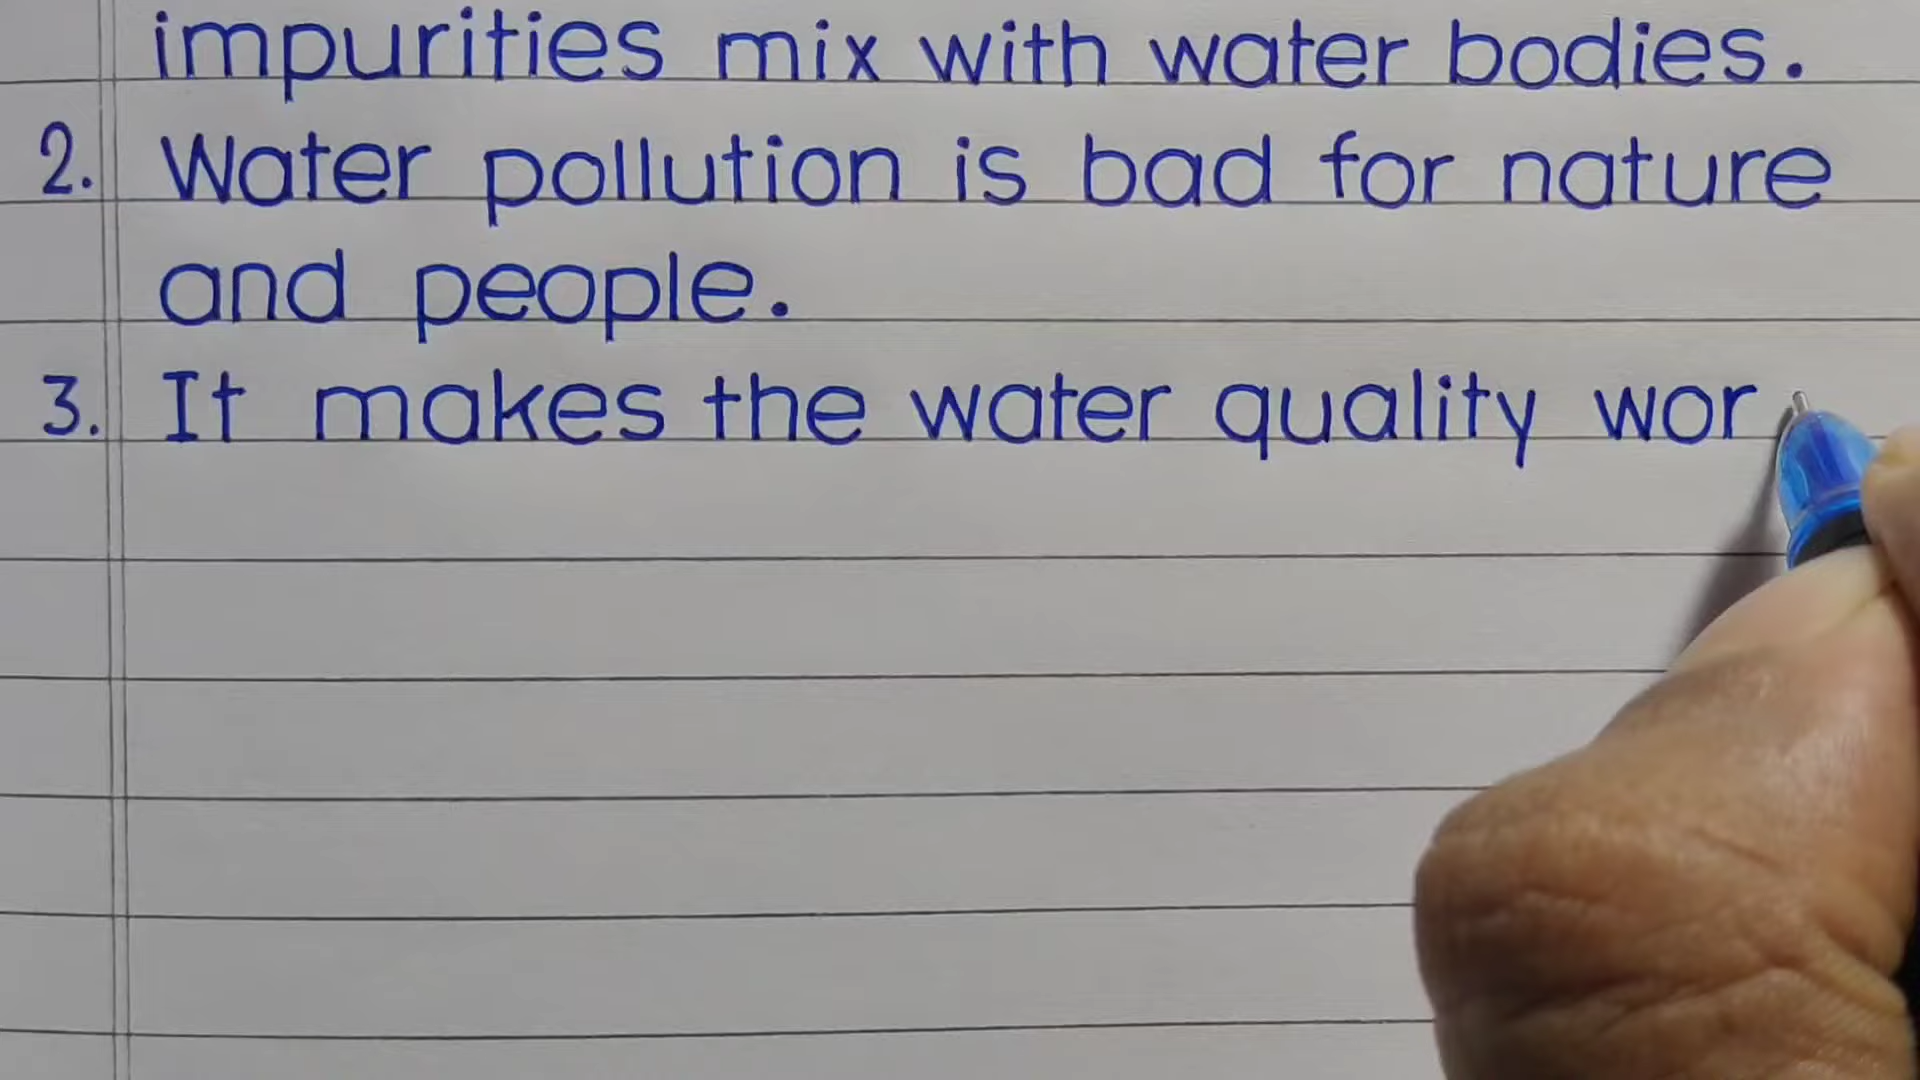 impurities mix with water bodies.
2. Water pollution is bad for nature
and people.
3. It makes the water quality wor